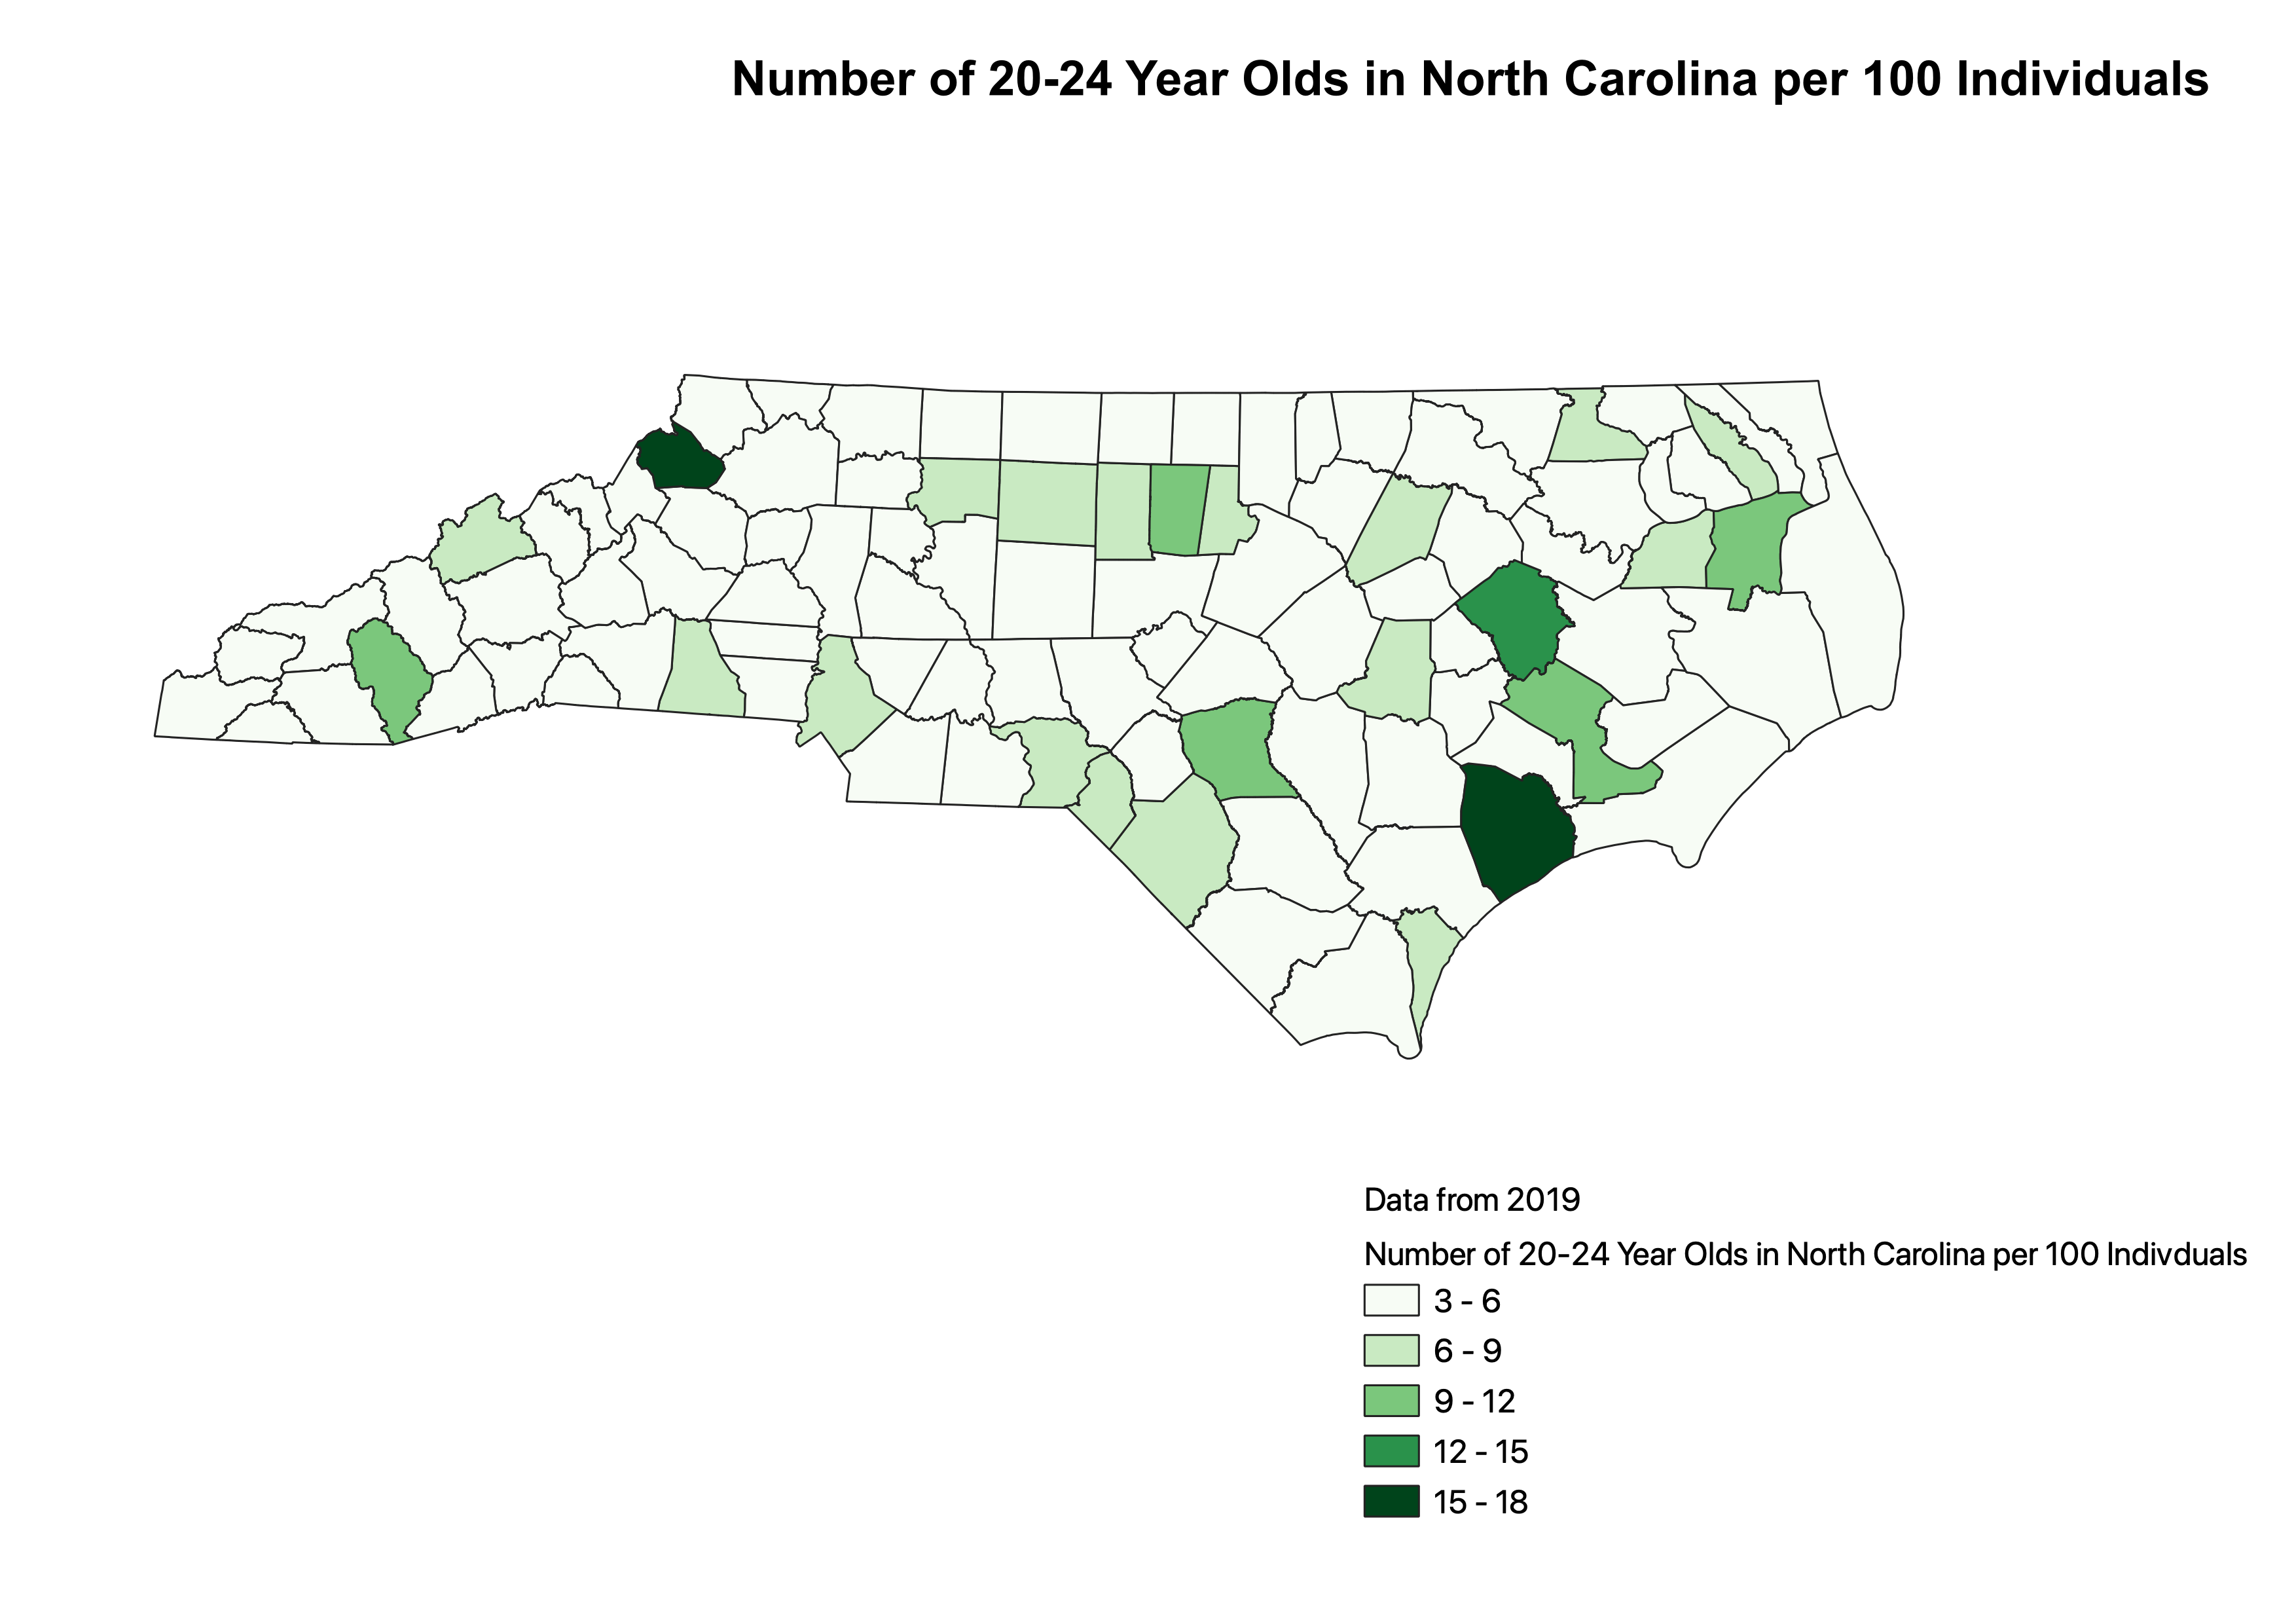 Number of 20-24 Year Olds in North Carolina per 100 Individuals
Data from 2019
Number of 20-24 Year Olds in North Carolina per 100 Indivduals
3 - 6
6 - 9
9 - 12
12 - 15
15 - 18